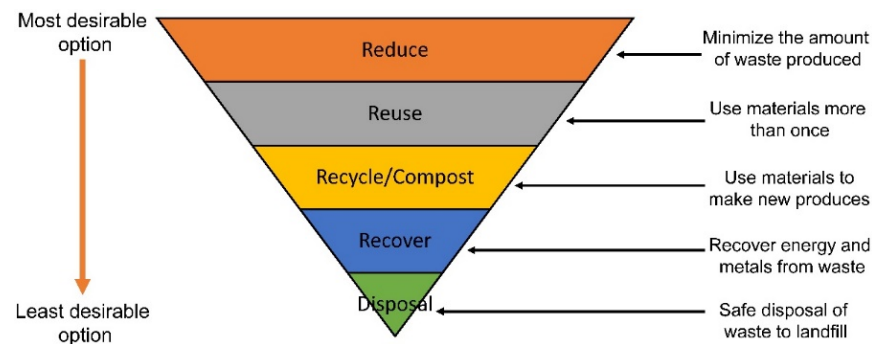 Most desirable
option
Reduce
Minimize the amount
of waste produced
Reuse
Use materials more
than once
Recycle/Compost
Use materials to
make new produces
Recover
Recover energy and
metals from waste
Disposal
Safe disposal of
waste to landfill
Least desirable
option